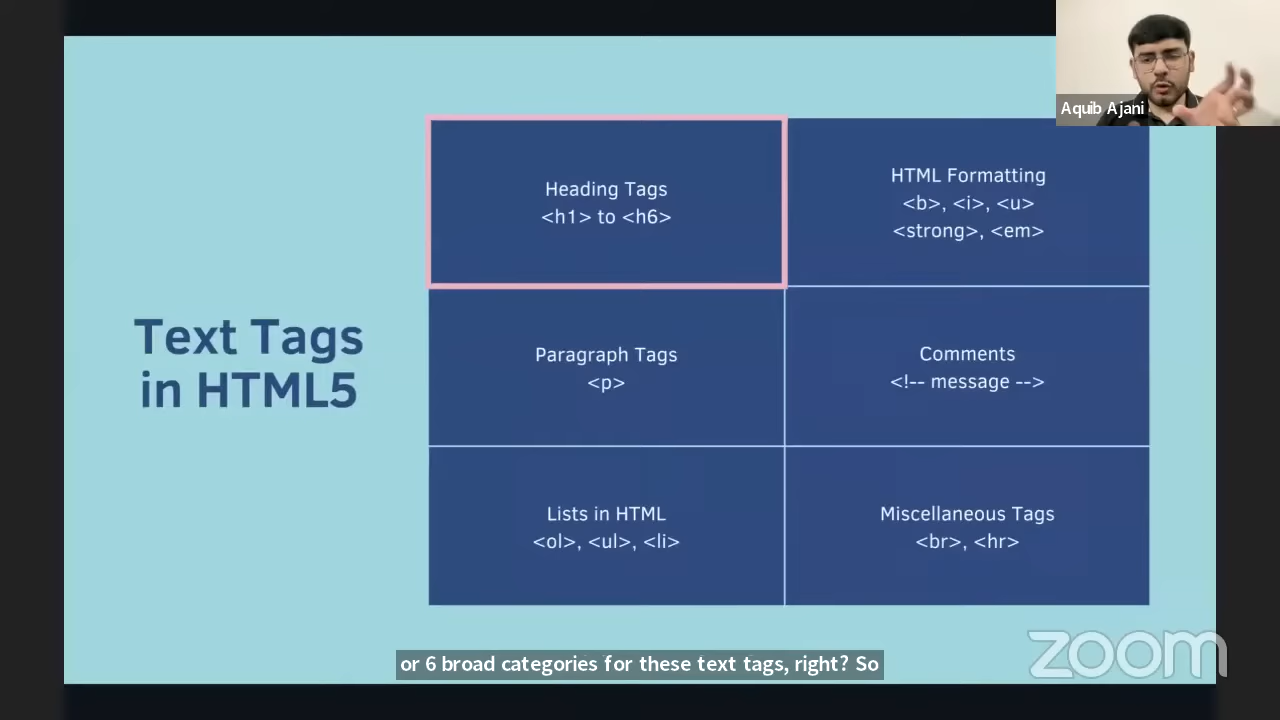 Aquib Ajani
Heading Tags
<h1> to <h6>
HTML Formatting
<b>, <i>, <u>
<strong>, <em>
Text Tags
in HTML5
Paragraph Tags
<p>
Comments
<!-- message -->
Lists in HTML
<ol>, <ul>, <li>
Miscellaneous Tags
<br>, <hr>
or 6 broad categories for these text tags, right? So
zoom